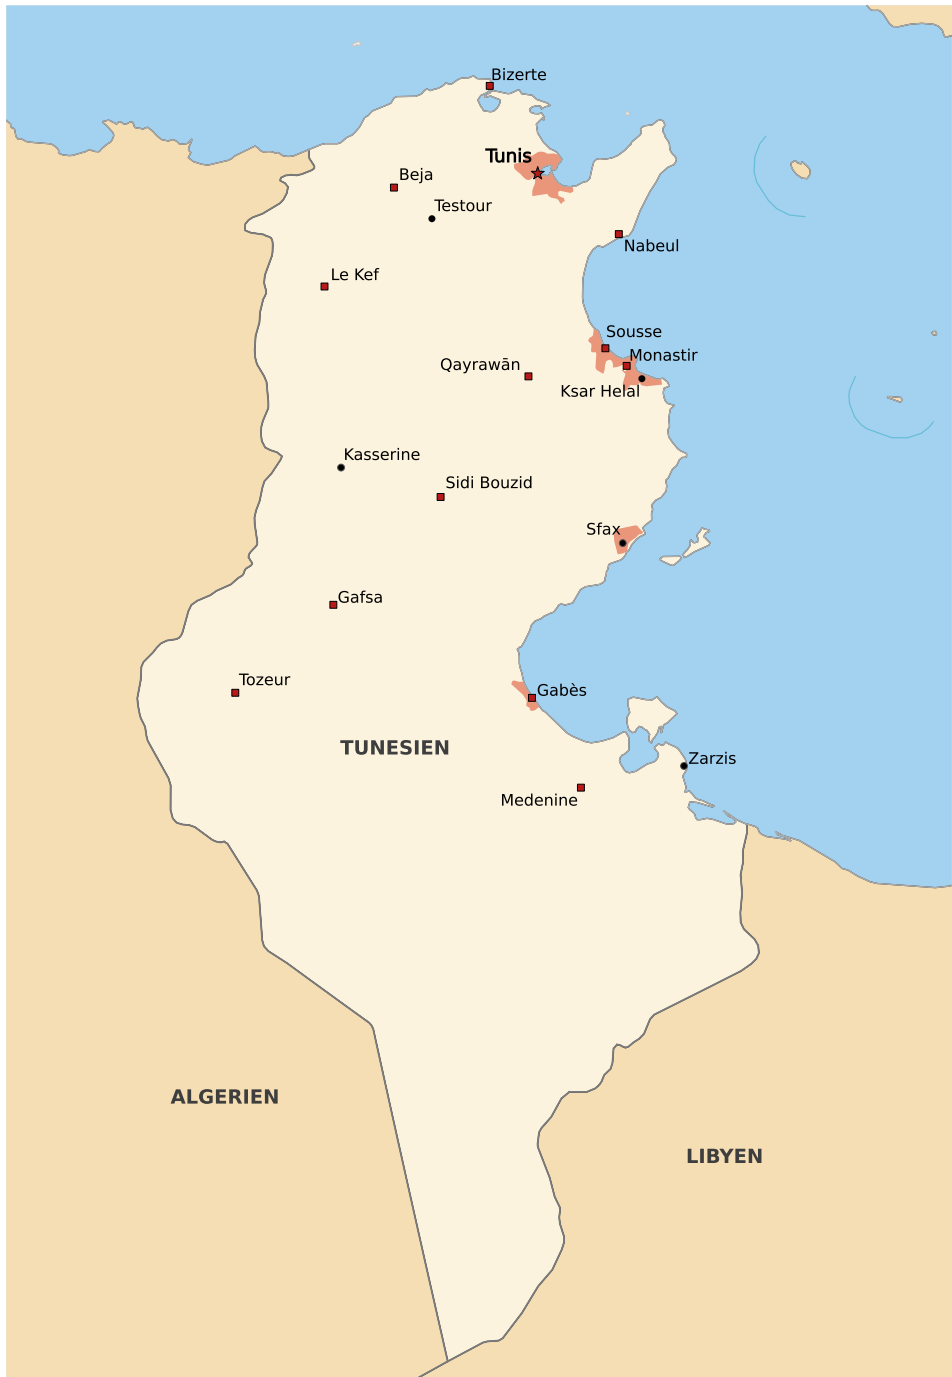 Bizerte
Tunis
Beja
Testour
Nabeul
Le Kef
Sousse
Monastir
Qayrawān
Ksar Helal
Kasserine
Sidi Bouzid
Sfax
Gafsa
Tozeur
Gabès
TUNESIEN
Zarzis
Medenine
ALGERIEN
LIBYEN